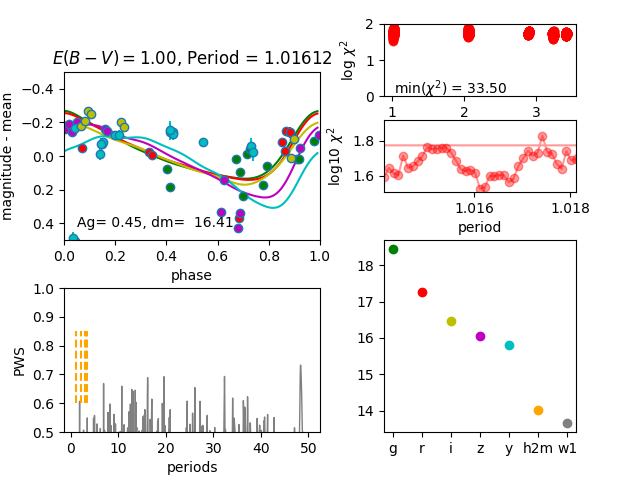 E(B − V) = 1.00, Period = 1.01612
magnitude - mean
−0.4
−0.2
0.0
0.2
0.4
Ag= 0.45, dm= 16.41
0.0 0.2 0.4 0.6 0.8 1.0
phase
log χ²
2
1
0
min(χ²) = 33.50
1 2 3
log10 χ²
1.8
1.6
1.016 1.018
period
PWS
1.0
0.9
0.8
0.7
0.6
0.5
0 10 20 30 40 50
periods
18
17
16
15
14
g r i z y h2m w1